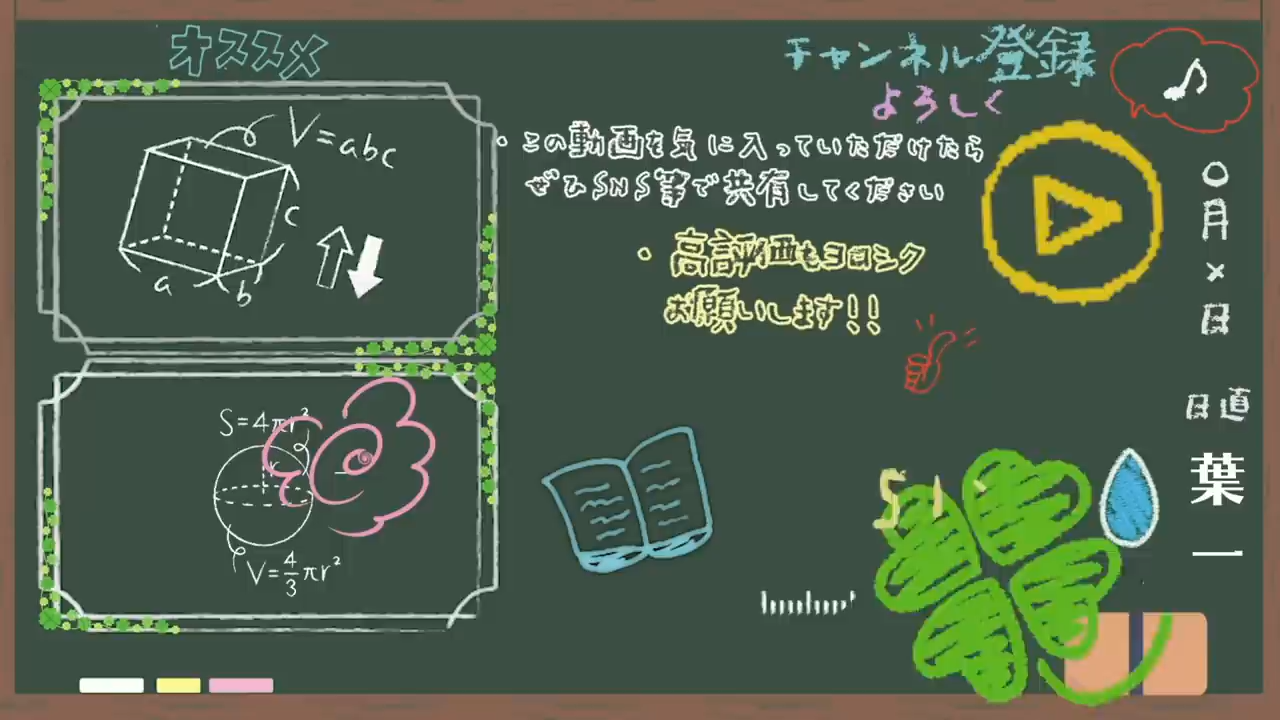 オススメ
V=abc
c
a
b
S=4πr²
r
V=4/3πr²
チャンネル登録
よろしく
・この動画を気に入っていただけたら
ぜひSNS等で共有してください
・高評価もヨロシク
お願いします!!
〇月×日
日直
葉一